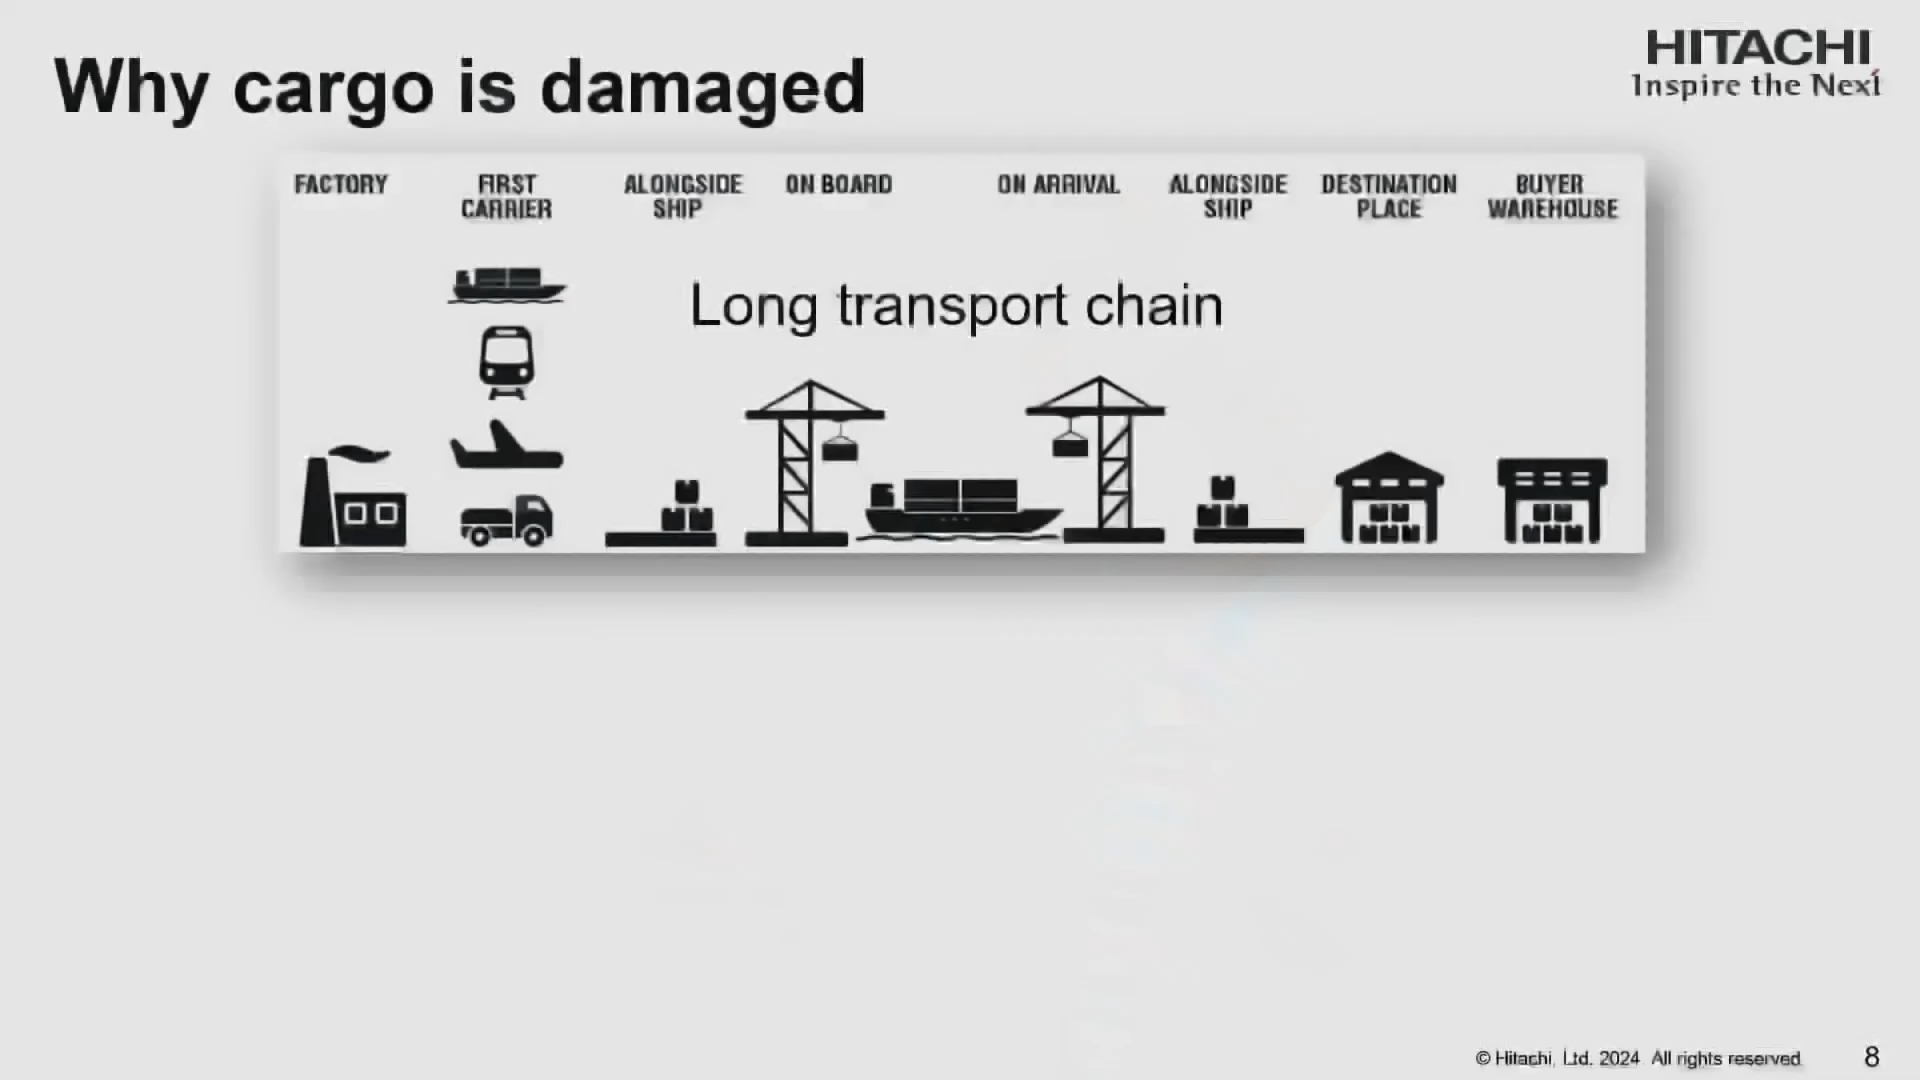 Why cargo is damaged
HITACHI
Inspire the Next
FACTORY
FIRST
CARRIER
ALONGSIDE
SHIP
ON BOARD
ON ARRIVAL
ALONGSIDE
SHIP
DESTINATION
PLACE
BUYER
WAREHOUSE
Long transport chain
© Hitachi, Ltd. 2024 All rights reserved.
8